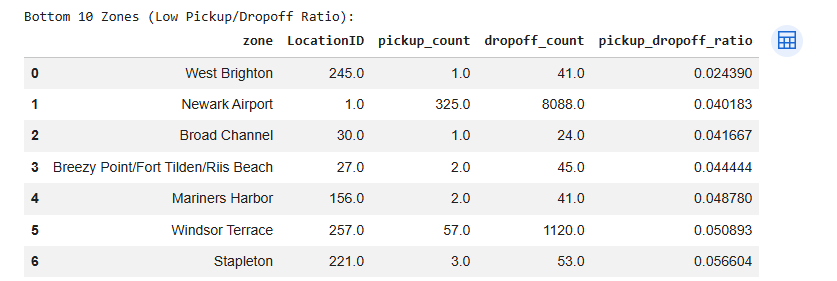 Bottom 10 Zones (Low Pickup/Dropoff Ratio):
zone LocationID pickup_count dropoff_count pickup_dropoff_ratio
0 West Brighton 245.0 1.0 41.0 0.024390
1 Newark Airport 1.0 325.0 8088.0 0.040183
2 Broad Channel 30.0 1.0 24.0 0.041667
3 Breezy Point/Fort Tilden/Riis Beach 27.0 2.0 45.0 0.044444
4 Mariners Harbor 156.0 2.0 41.0 0.048780
5 Windsor Terrace 257.0 57.0 1120.0 0.050893
6 Stapleton 221.0 3.0 53.0 0.056604